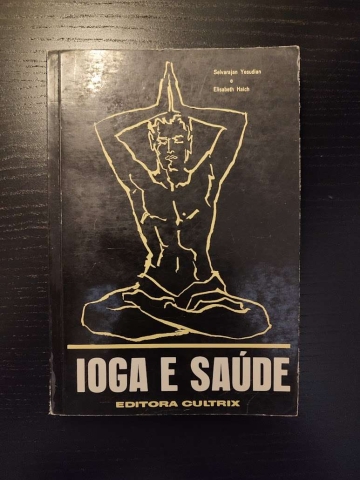 Selvarajan Yesudian
e
Elisabeth Haich
IOGA E SAÚDE
EDITORA CULTRIX